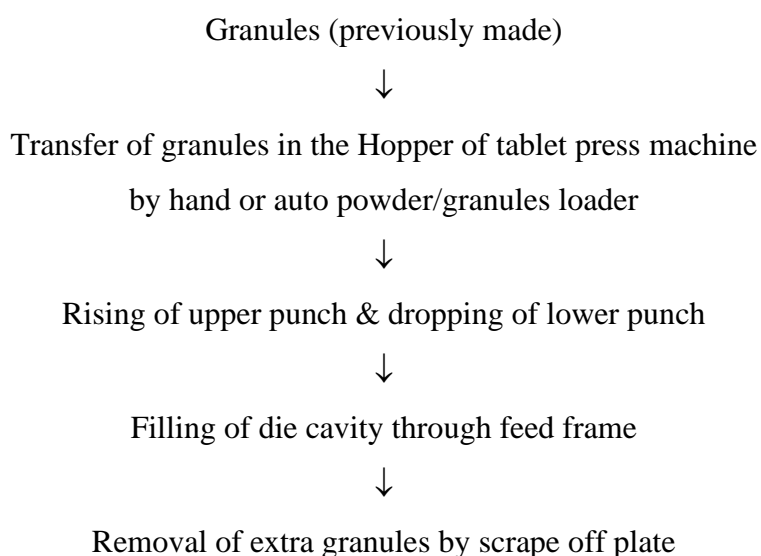 Granules (previously made)
↓
Transfer of granules in the Hopper of tablet press machine
by hand or auto powder/granules loader
↓
Rising of upper punch & dropping of lower punch
↓
Filling of die cavity through feed frame
↓
Removal of extra granules by scrape off plate